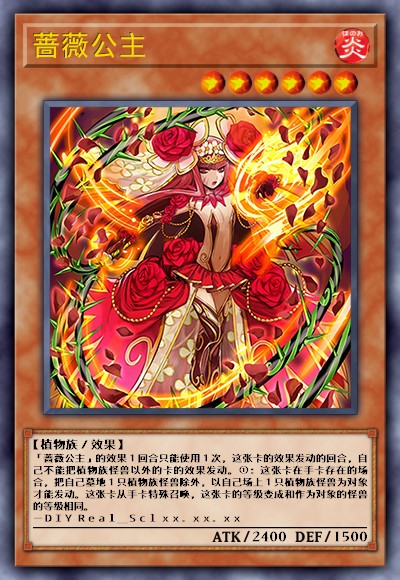 蔷薇公主
ほのお
炎
【植物族／效果】
「蔷薇公主」的效果１回合只能使用１次，这张卡的效果发动的回合，自
己不能把植物族怪兽以外的卡的效果发动。①：这张卡在手卡存在的场
合，把自己墓地１只植物族怪兽除外，以自己场上１只植物族怪兽为对象
才能发动。这张卡从手卡特殊召唤，这张卡的等级变成和作为对象的怪兽
的等级相同。
－ＤＩＹＲｅａｌ＿Ｓｃｌｘｘ．ｘｘ．ｘｘ
ATK/2400 DEF/1500